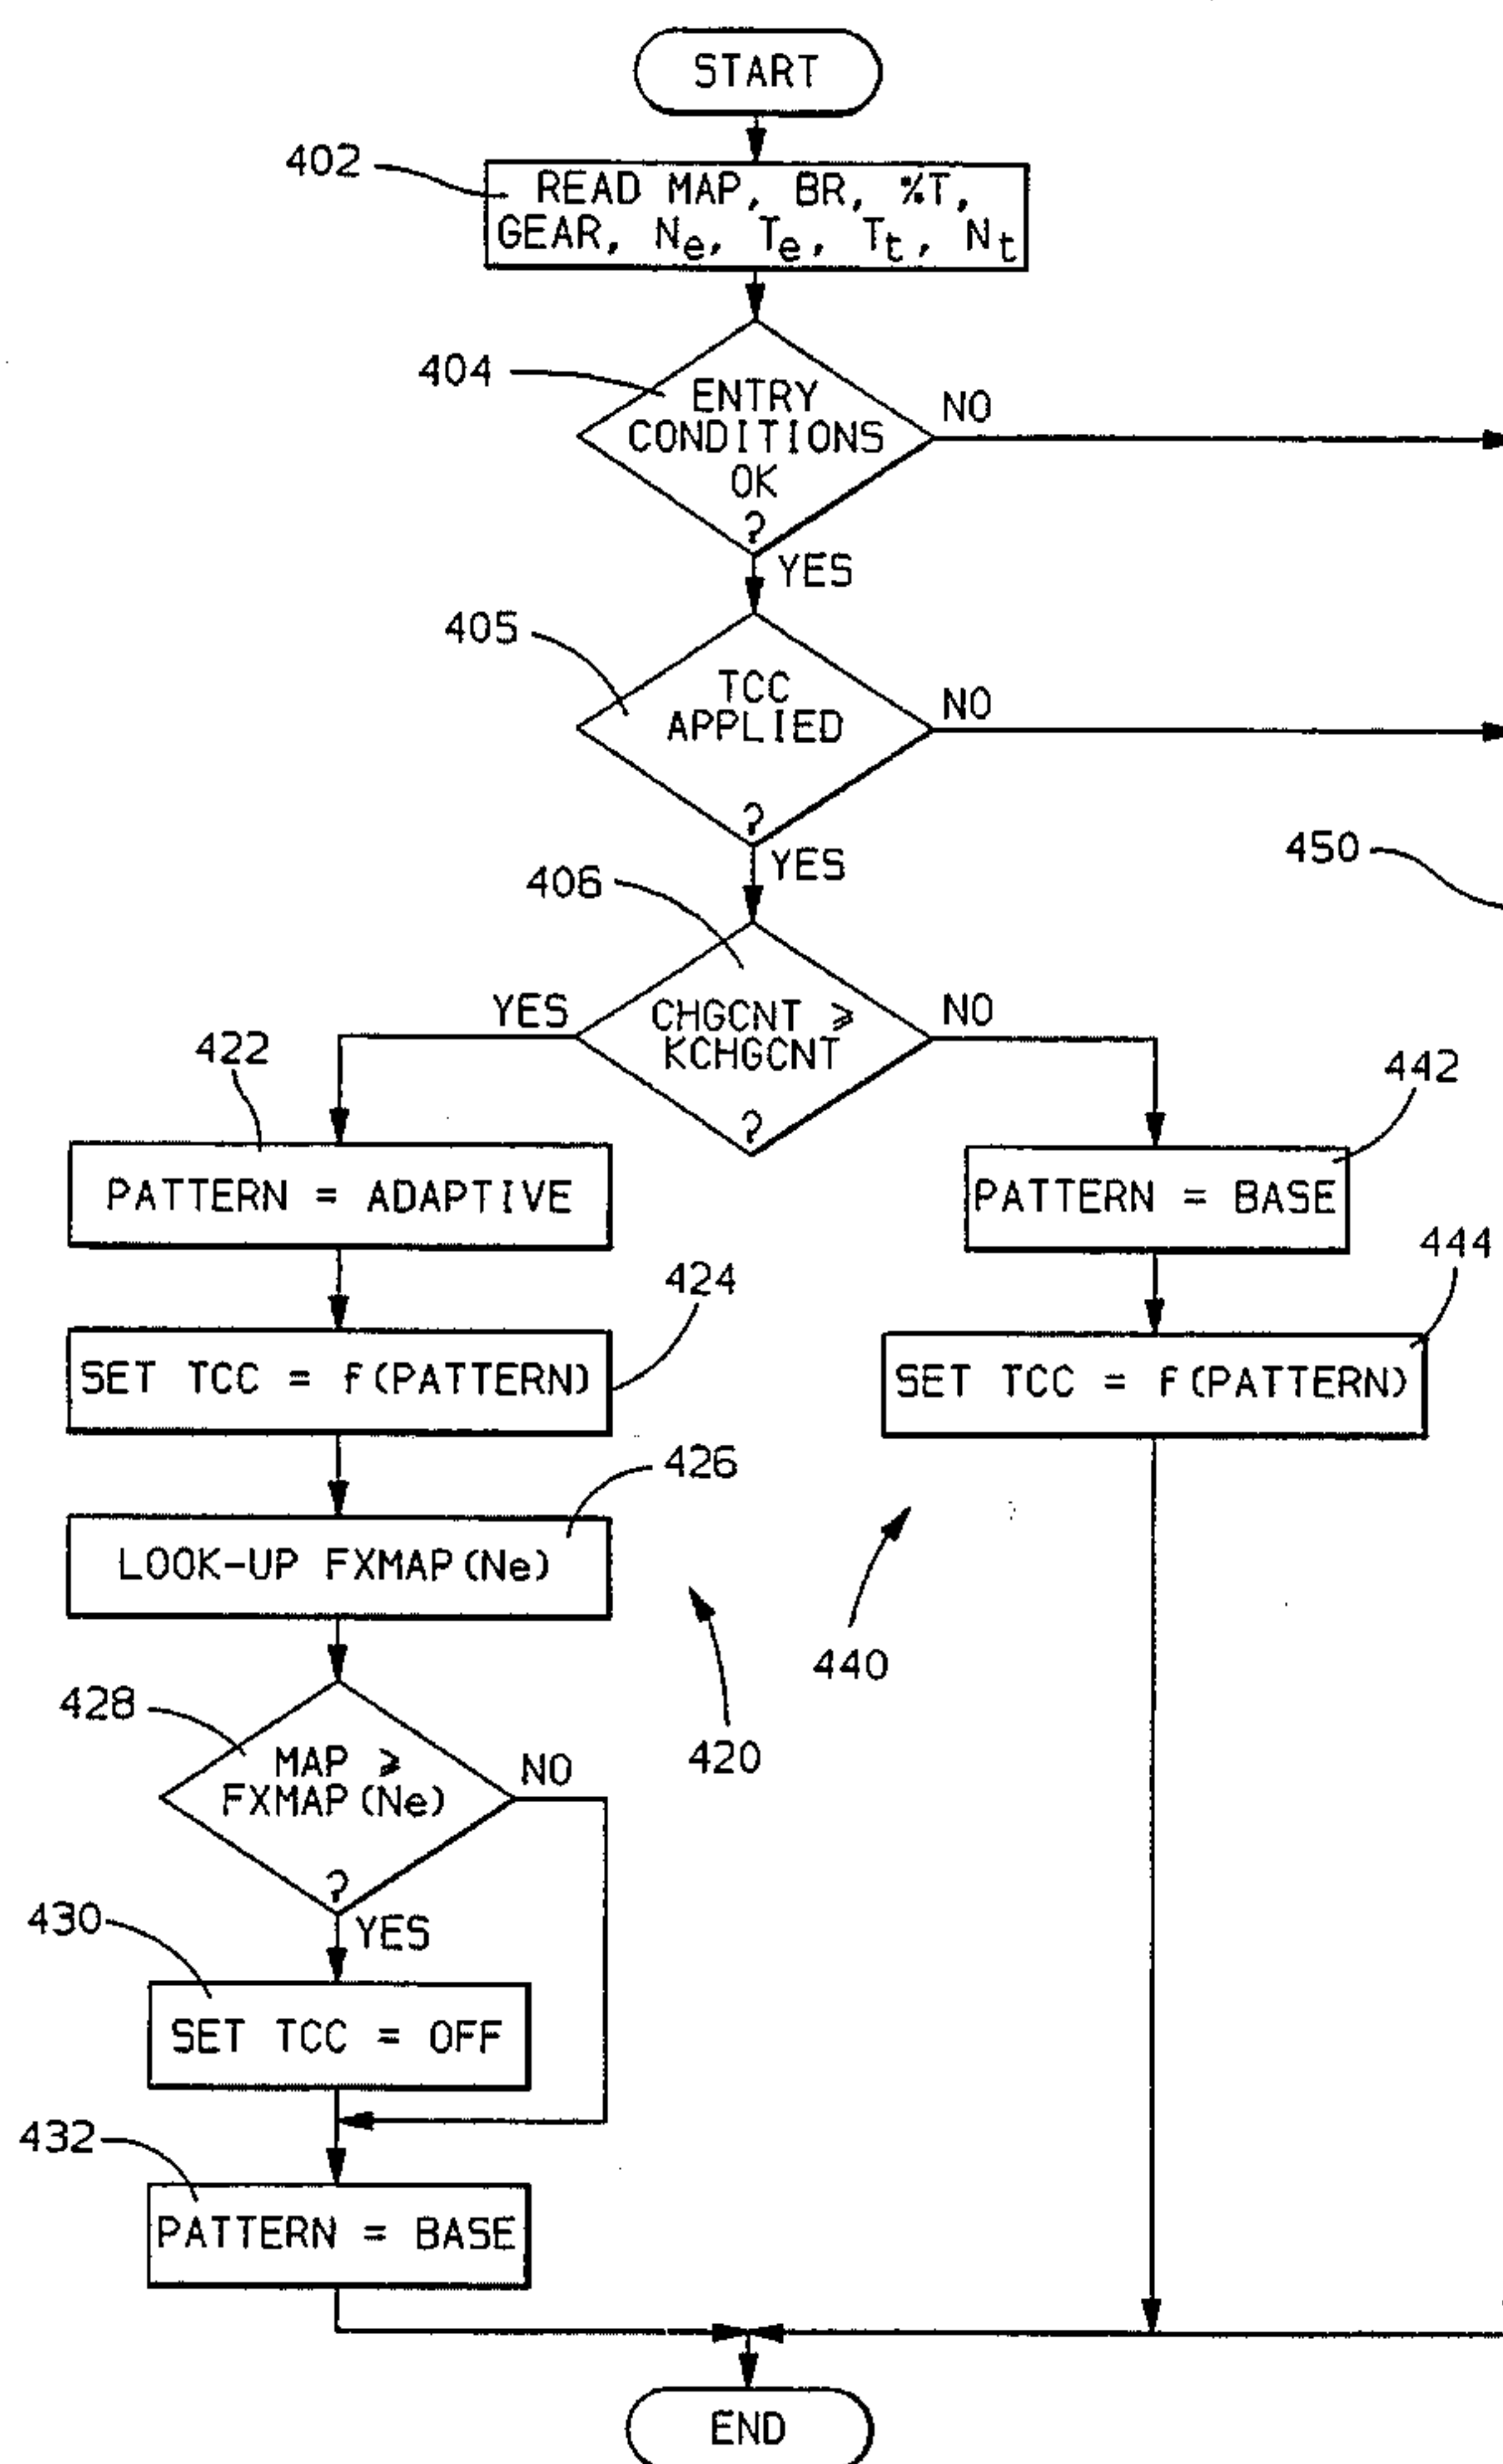 START
402
READ MAP, BR, %T,
GEAR, Ne, Te, Tt, Nt
404
ENTRY
CONDITIONS
OK
?
NO
YES
405
TCC
APPLIED
?
NO
YES
450
406
CHGCNT ⩾
KCHGCNT
?
YES
NO
422
PATTERN = ADAPTIVE
442
PATTERN = BASE
424
SET TCC = f(PATTERN)
444
SET TCC = f(PATTERN)
426
LOOK-UP FXMAP(Ne)
440
420
428
MAP ⩾
FXMAP(Ne)
?
NO
YES
430
SET TCC = OFF
432
PATTERN = BASE
END